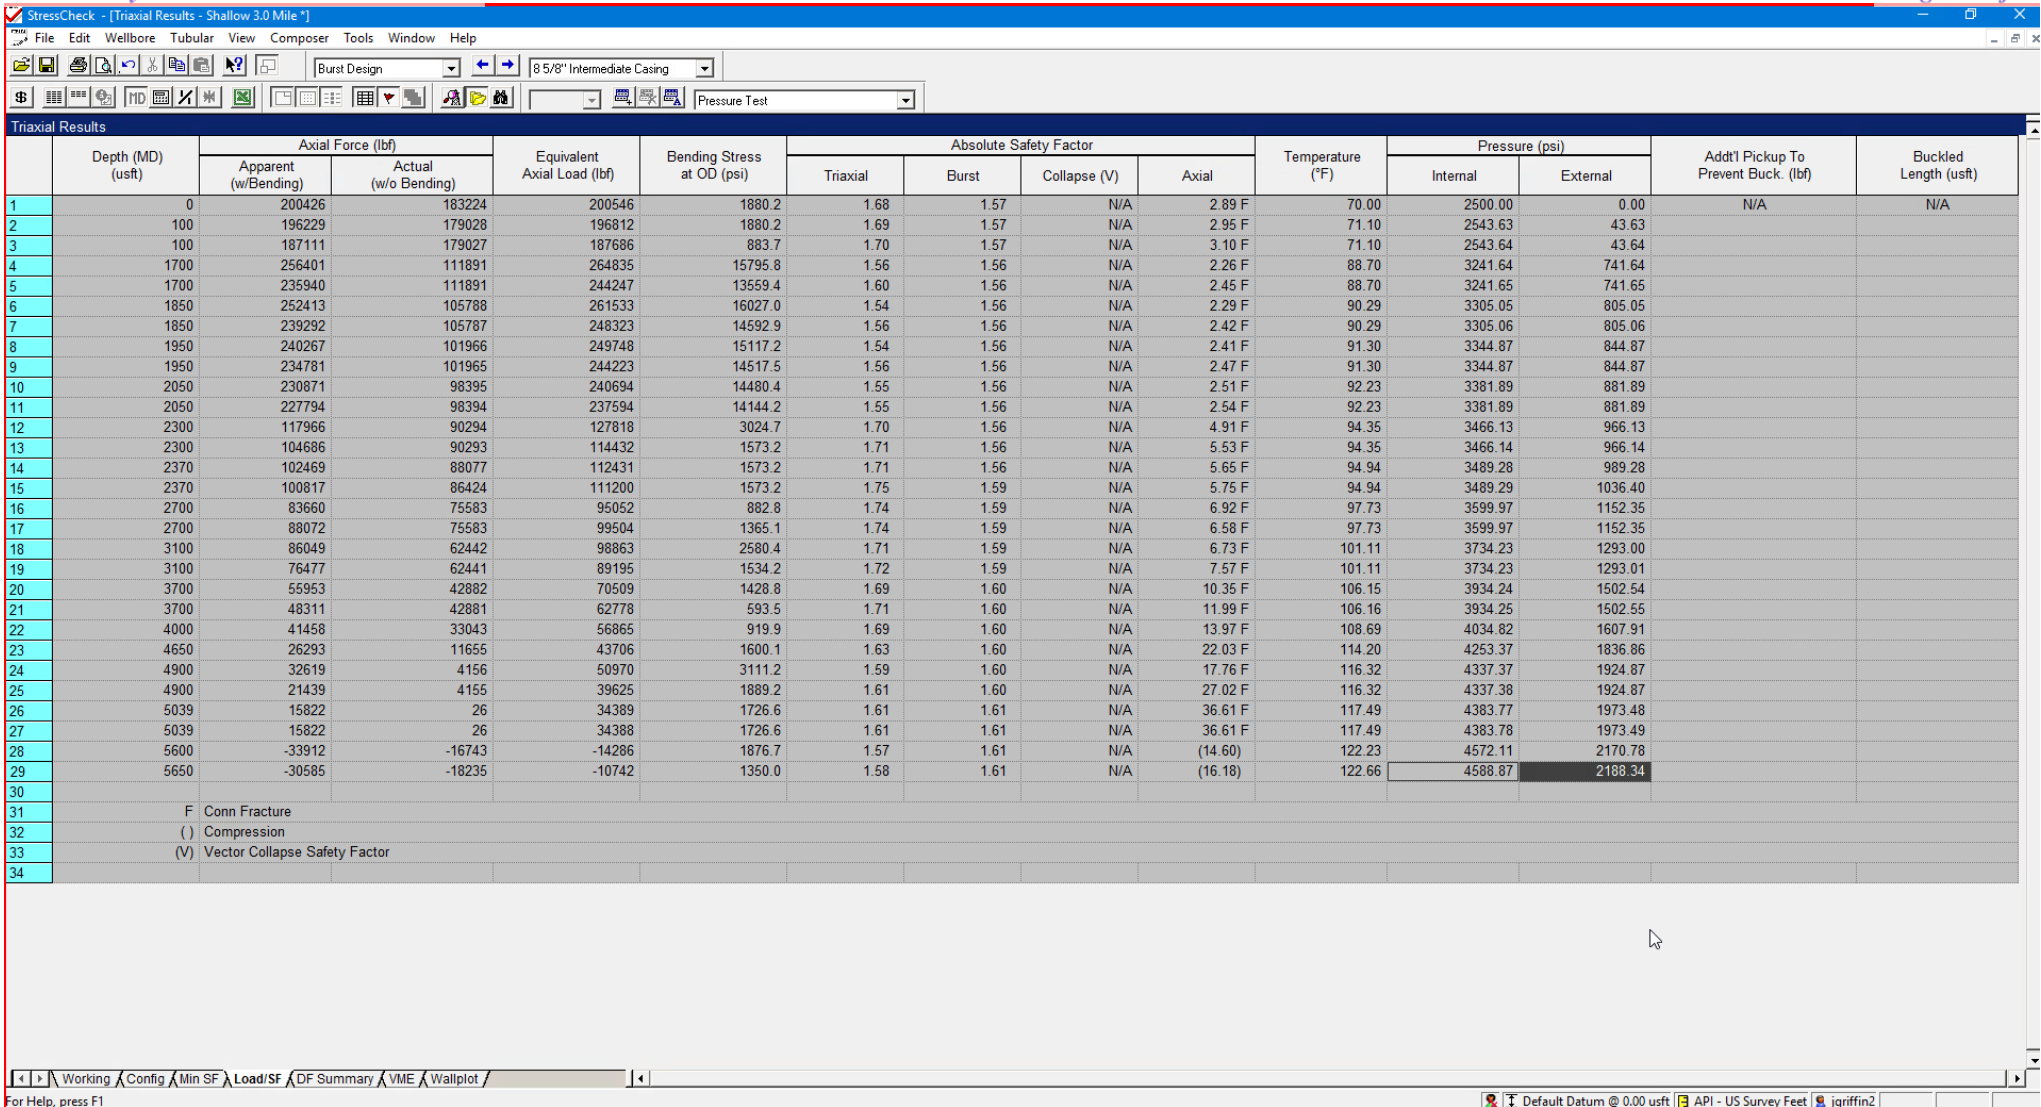 StressCheck - [Triaxial Results - Shallow 3.0 Mile *]
File Edit Wellbore Tubular View Composer Tools Window Help
Burst Design 8 5/8" Intermediate Casing
MD Pressure Test
Triaxial Results
Depth (MD) (usft) Axial Force (lbf) Equivalent Axial Load (lbf) Bending Stress at OD (psi) Absolute Safety Factor Temperature (°F) Pressure (psi) Addt'l Pickup To Prevent Buck. (lbf) Buckled Length (usft)
Apparent (w/Bending) Actual (w/o Bending) Triaxial Burst Collapse (V) Axial Internal External
1 0 200426 183224 200546 1880.2 1.68 1.57 N/A 2.89 F 70.00 2500.00 0.00 N/A N/A
2 100 196229 179028 196812 1880.2 1.69 1.57 N/A 2.95 F 71.10 2543.63 43.63
3 100 187111 179027 187686 883.7 1.70 1.57 N/A 3.10 F 71.10 2543.64 43.64
4 1700 256401 111891 264835 15795.8 1.56 1.56 N/A 2.26 F 88.70 3241.64 741.64
5 1700 235940 111891 244247 13559.4 1.60 1.56 N/A 2.45 F 88.70 3241.65 741.65
6 1850 252413 105788 261533 16027.0 1.54 1.56 N/A 2.29 F 90.29 3305.05 805.05
7 1850 239292 105787 248323 14592.9 1.56 1.56 N/A 2.42 F 90.29 3305.06 805.06
8 1950 240267 101966 249748 15117.2 1.54 1.56 N/A 2.41 F 91.30 3344.87 844.87
9 1950 234781 101965 244223 14517.5 1.56 1.56 N/A 2.47 F 91.30 3344.87 844.87
10 2050 230871 98395 240694 14480.4 1.55 1.56 N/A 2.51 F 92.23 3381.89 881.89
11 2050 227794 98394 237594 14144.2 1.55 1.56 N/A 2.54 F 92.23 3381.89 881.89
12 2300 117966 90294 127818 3024.7 1.70 1.56 N/A 4.91 F 94.35 3466.13 966.13
13 2300 104686 90293 114432 1573.2 1.71 1.56 N/A 5.53 F 94.35 3466.14 966.14
14 2370 102469 88077 112431 1573.2 1.71 1.56 N/A 5.65 F 94.94 3489.28 989.28
15 2370 100817 86424 111200 1573.2 1.75 1.59 N/A 5.75 F 94.94 3489.29 1036.40
16 2700 83660 75583 95052 882.8 1.74 1.59 N/A 6.92 F 97.73 3599.97 1152.35
17 2700 88072 75583 99504 1365.1 1.74 1.59 N/A 6.58 F 97.73 3599.97 1152.35
18 3100 86049 62442 98863 2580.4 1.71 1.59 N/A 6.73 F 101.11 3734.23 1293.00
19 3100 76477 62441 89195 1534.2 1.72 1.59 N/A 7.57 F 101.11 3734.23 1293.01
20 3700 55953 42882 70509 1428.8 1.69 1.60 N/A 10.35 F 106.15 3934.24 1502.54
21 3700 48311 42881 62778 593.5 1.71 1.60 N/A 11.99 F 106.16 3934.25 1502.55
22 4000 41458 33043 56865 919.9 1.69 1.60 N/A 13.97 F 108.69 4034.82 1607.91
23 4650 26293 11655 43706 1600.1 1.63 1.60 N/A 22.03 F 114.20 4253.37 1836.86
24 4900 32619 4156 50970 3111.2 1.59 1.60 N/A 17.76 F 116.32 4337.37 1924.87
25 4900 21439 4155 39625 1889.2 1.61 1.60 N/A 27.02 F 116.32 4337.38 1924.87
26 5039 15822 26 34389 1726.6 1.61 1.61 N/A 36.61 F 117.49 4383.77 1973.48
27 5039 15822 26 34388 1726.6 1.61 1.61 N/A 36.61 F 117.49 4383.78 1973.49
28 5600 -33912 -16743 -14286 1876.7 1.57 1.61 N/A (14.60) 122.23 4572.11 2170.78
29 5650 -30585 -18235 -10742 1350.0 1.58 1.61 N/A (16.18) 122.66 4588.87 2188.34
30
31 F Conn Fracture
32 ( ) Compression
33 (V) Vector Collapse Safety Factor
34
Working Config Min SF Load/SF DF Summary VME Wallplot
For Help, press F1 Default Datum @ 0.00 usft API - US Survey Feet jgriffin2